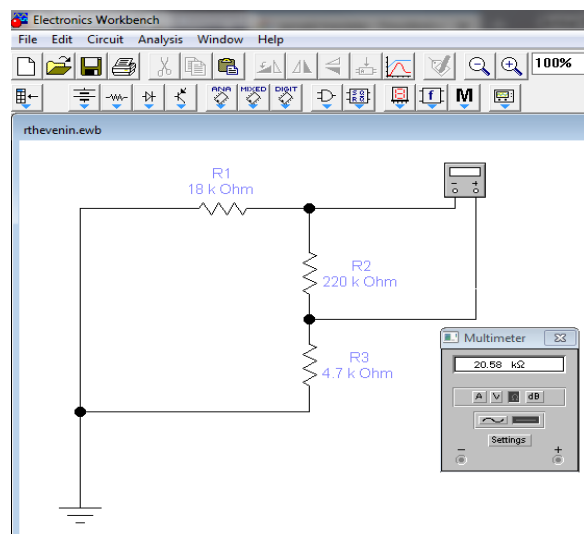 Electronics Workbench
File Edit Circuit Analysis Window Help
100%
ANA MIXED DIGIT
M
rthevenin.ewb
R1
18 k Ohm
R2
220 k Ohm
R3
4.7 k Ohm
Multimeter
20.58 kΩ
A V Ω dB
Settings
− +